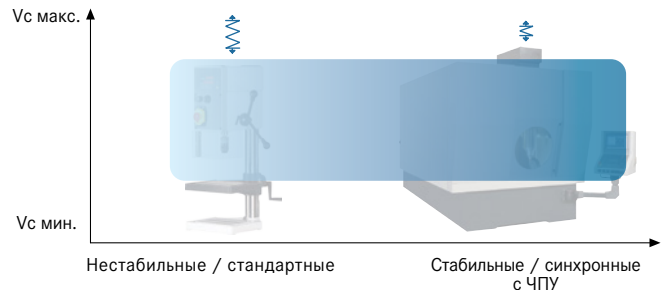 Vc макс.
Vc мин.
Нестабильные / стандартные
Стабильные / синхронные
с ЧПУ